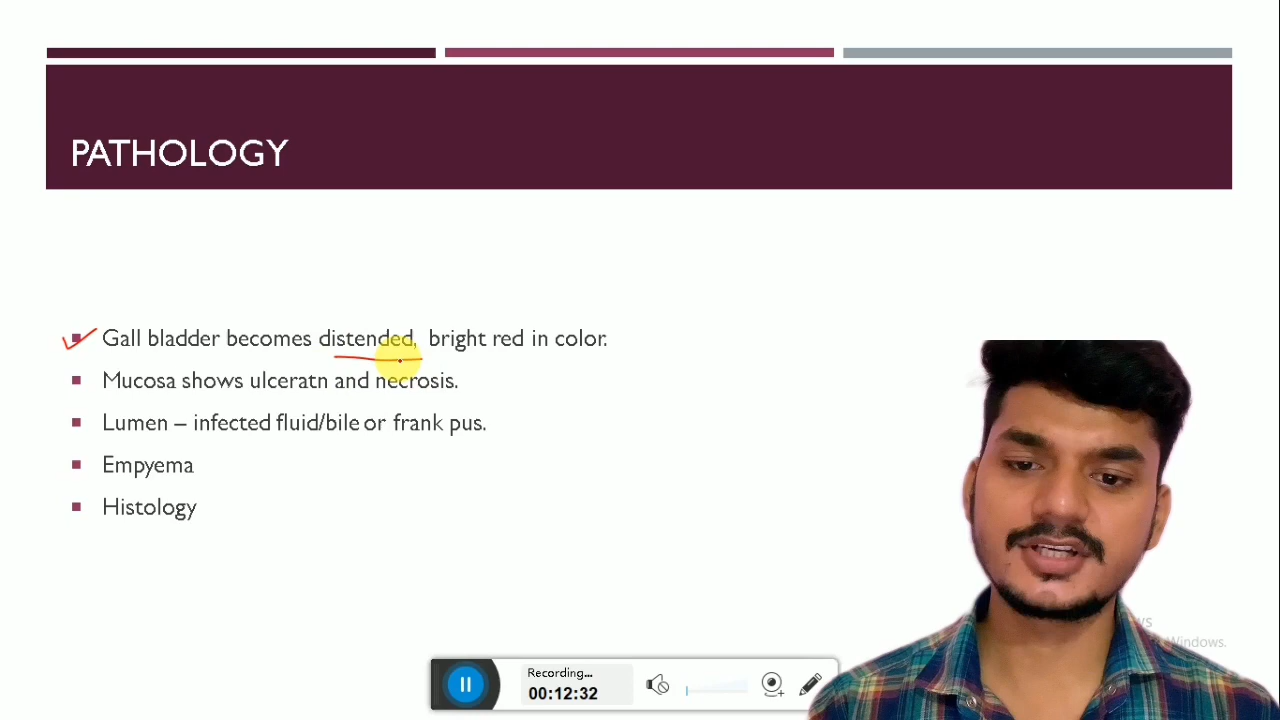 PATHOLOGY
Gall bladder becomes distended, bright red in color.
Mucosa shows ulceratn and necrosis.
Lumen – infected fluid/bile or frank pus.
Empyema
Histology
Recording...
00:12:32
Windows.